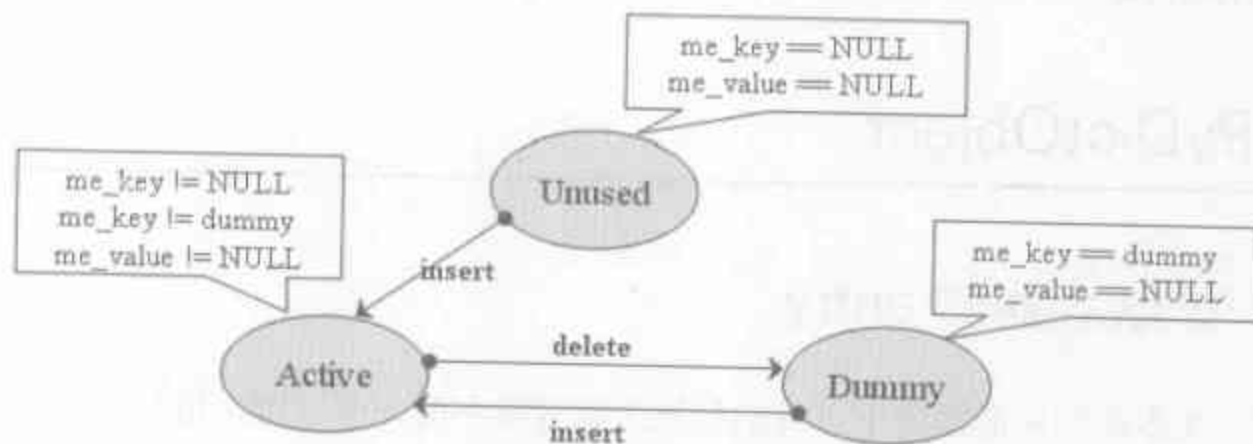 me_key == NULL
me_value == NULL
Unused
me_key != NULL
me_key != dummy
me_value != NULL
insert
me_key == dummy
me_value == NULL
delete
Active
Dummy
insert